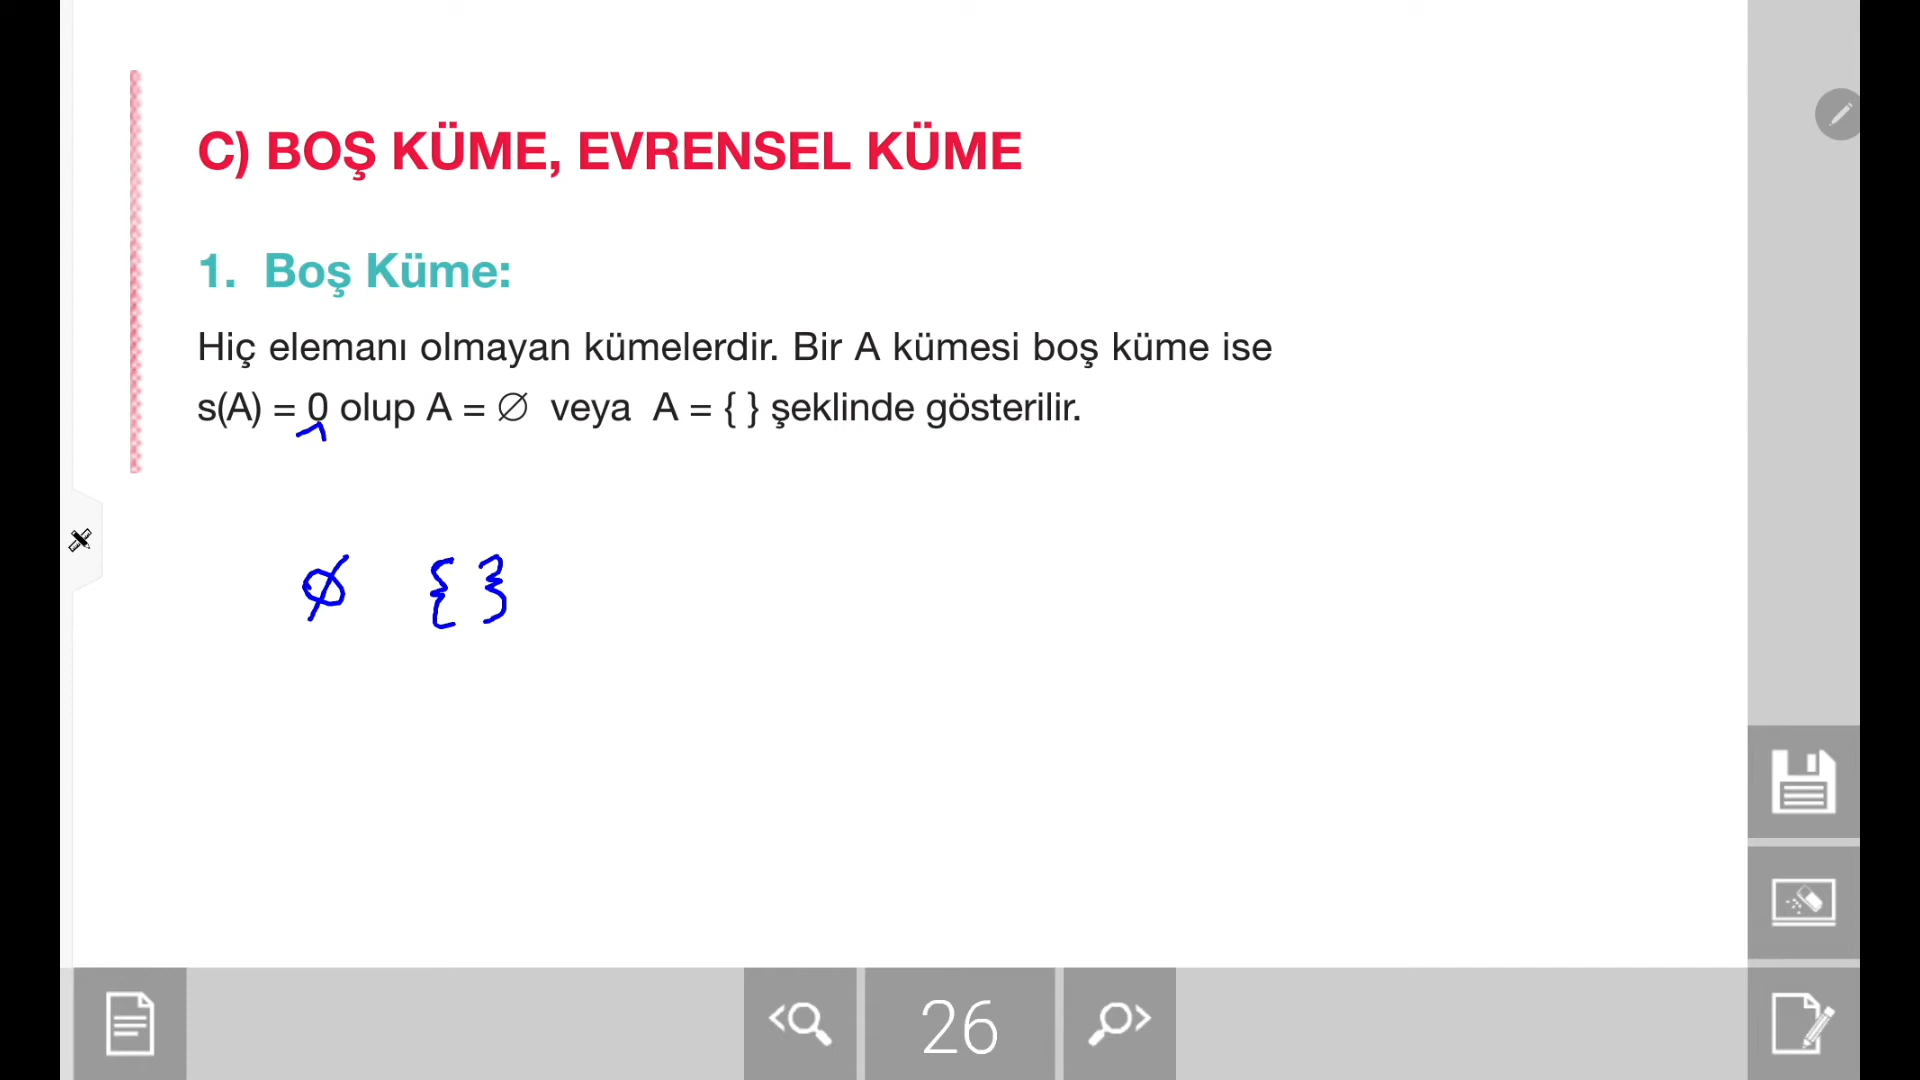 C) BOŞ KÜME, EVRENSEL KÜME
1. Boş Küme:
Hiç elemanı olmayan kümelerdir. Bir A kümesi boş küme ise
s(A) = 0 olup A = ∅ veya A = { } şeklinde gösterilir.
∅ { }
26